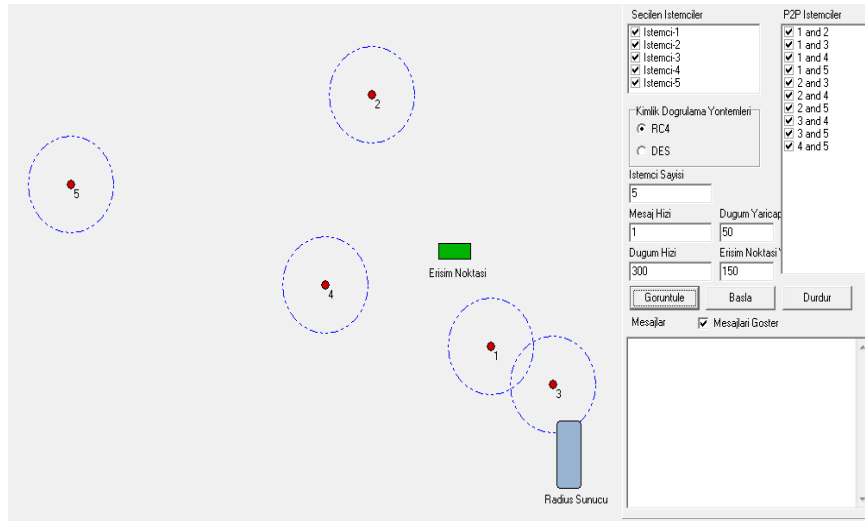 Secilen Istemciler
Istemci-1
Istemci-2
Istemci-3
Istemci-4
Istemci-5
P2P Istemciler
1 and 2
1 and 3
1 and 4
1 and 5
2 and 3
2 and 4
2 and 5
3 and 4
3 and 5
4 and 5
Kimlik Dogrulama Yontemleri
RC4
DES
Istemci Sayisi
5
Mesaj Hizi
1
Dugum Yaricap
50
Dugum Hizi
300
Erisim Noktasi
150
Goruntule
Basla
Durdur
Mesajlar
Mesajlari Goster
2
5
4
Erisim Noktasi
1
3
Radius Sunucu